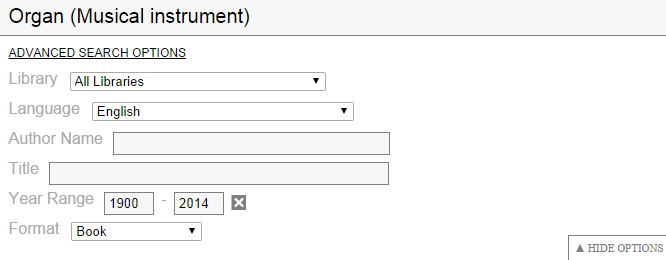 Organ (Musical instrument)
ADVANCED SEARCH OPTIONS
Library All Libraries ▼
Language English ▼
Author Name
Title
Year Range 1900 - 2014
Format Book ▼
▲ HIDE OPTIONS